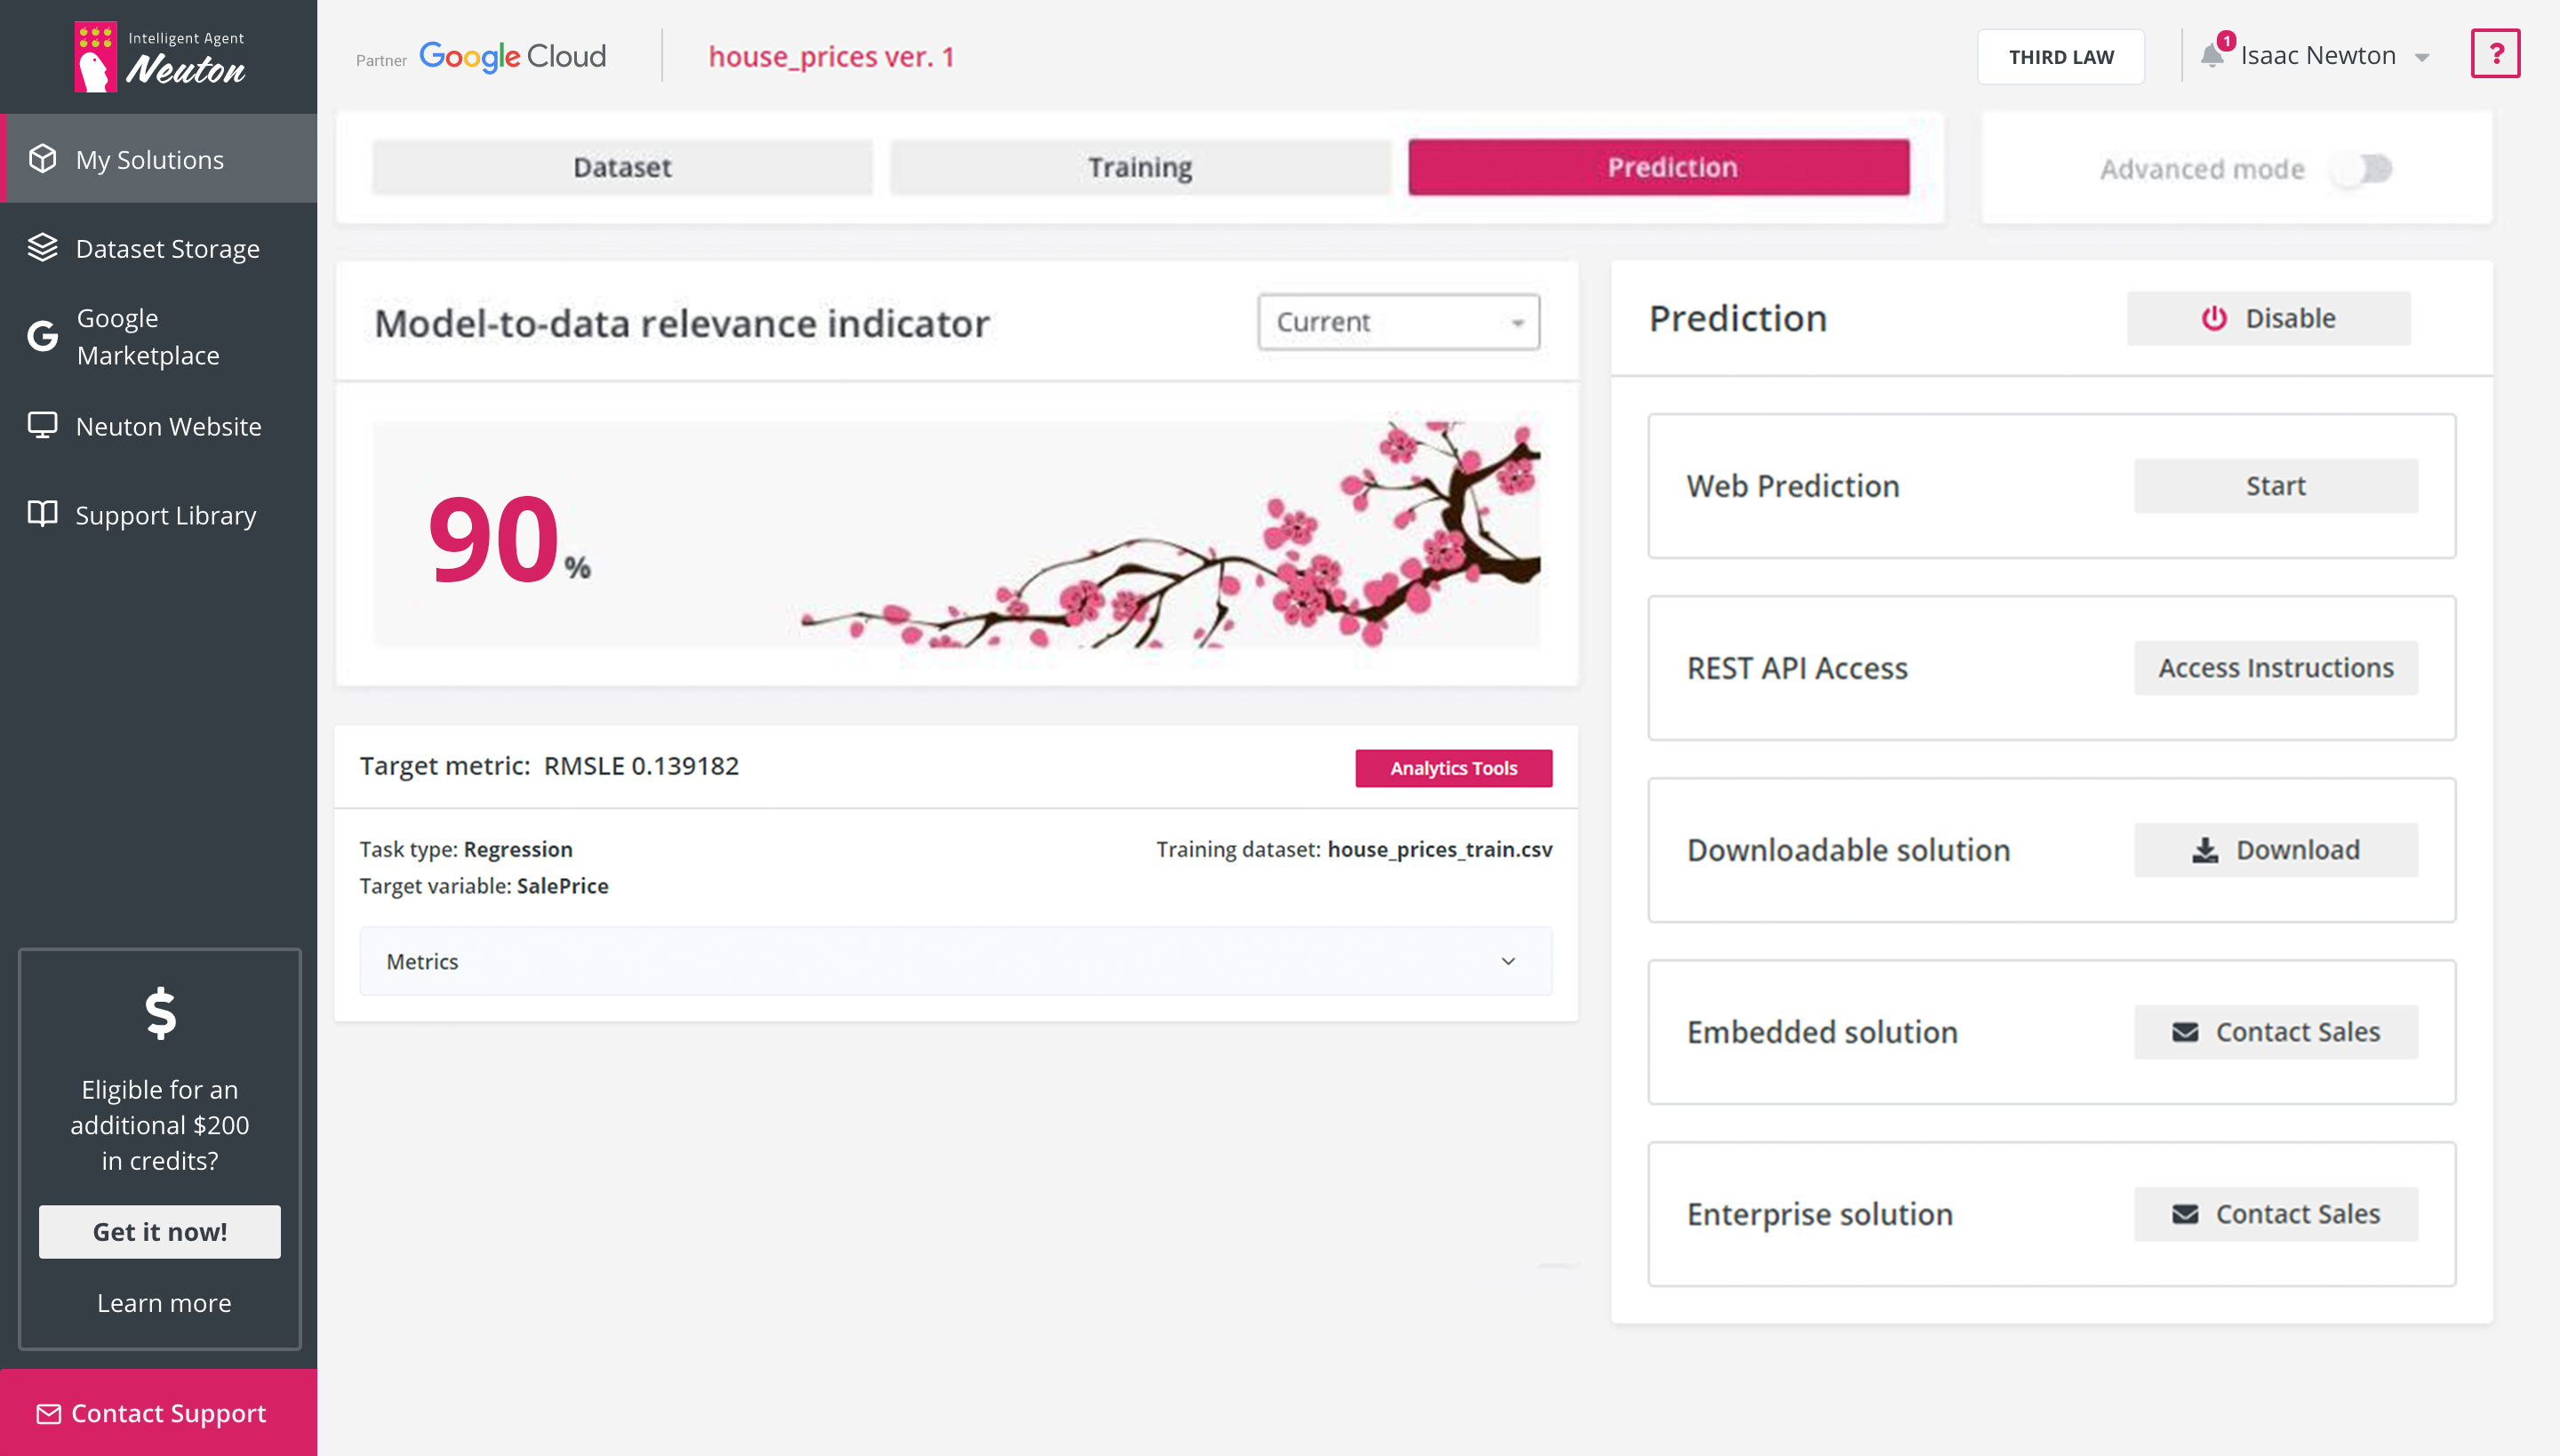 Intelligent Agent
Neuton
Partner Google Cloud
house_prices ver. 1
THIRD LAW
1
Isaac Newton
?
My Solutions
Dataset Storage
Google
Marketplace
Neuton Website
Support Library
Dataset
Training
Prediction
Advanced mode
Model-to-data relevance indicator
Current
90%
Target metric: RMSLE 0.139182
Analytics Tools
Task type: Regression
Training dataset: house_prices_train.csv
Target variable: SalePrice
Metrics
Prediction
Disable
Web Prediction
Start
REST API Access
Access Instructions
Downloadable solution
Download
Embedded solution
Contact Sales
Enterprise solution
Contact Sales
$
Eligible for an
additional $200
in credits?
Get it now!
Learn more
Contact Support